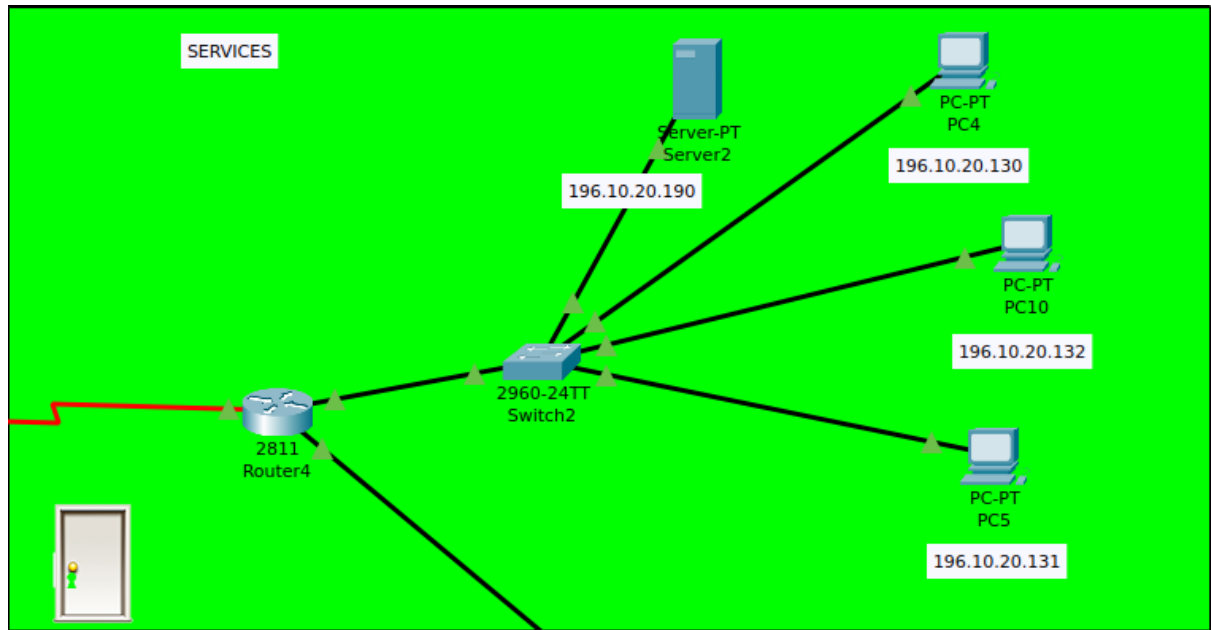 SERVICES
Server-PT
Server2
196.10.20.190
PC-PT
PC4
196.10.20.130
PC-PT
PC10
196.10.20.132
2960-24TT
Switch2
2811
Router4
PC-PT
PC5
196.10.20.131